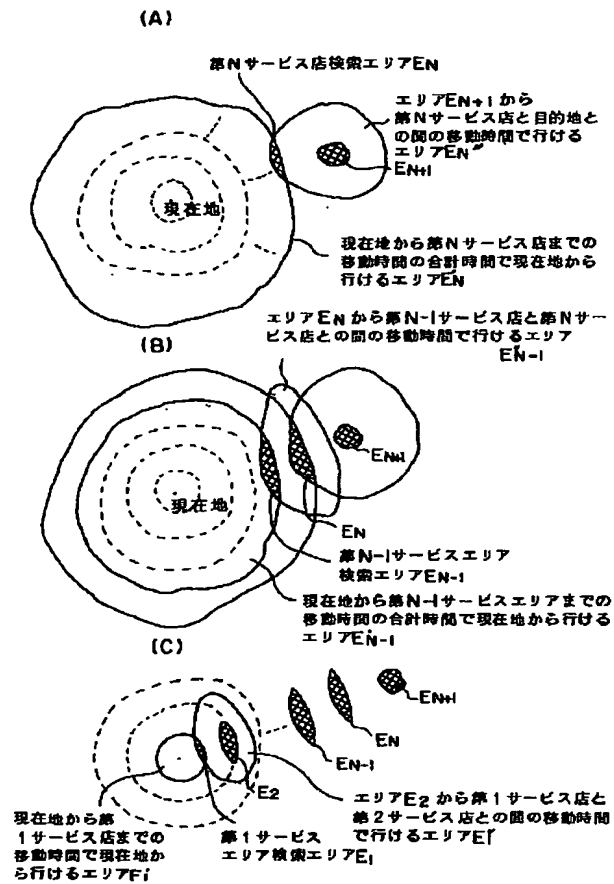 (A)
第Nサービス店検索エリアEN
エリアEN+1から
第Nサービス店と目的地と
の間の移動時間で行ける
エリアEN"
EN+1
現在地
現在地から第Nサービス店までの
移動時間の合計時間で現在地から
行けるエリアE'N
エリアENから第N-1サービス店と第Nサー
ビス店との間の移動時間で行けるエリア
E"N-1
(B)
EN+1
現在地
EN
第N-1サービスエリア
検索エリアEN-1
現在地から第N-1サービスエリアまでの
移動時間の合計時間で現在地から行ける
エリアE'N-1
(C)
EN+1
EN
EN-1
E2
エリアE2から第1サービス店と
第2サービス店との間の移動時間
で行けるエリアE1"
現在地から第
1サービス店までの
移動時間で現在地か
ら行けるエリアE1'
第1サービス
エリア検索エリアE1